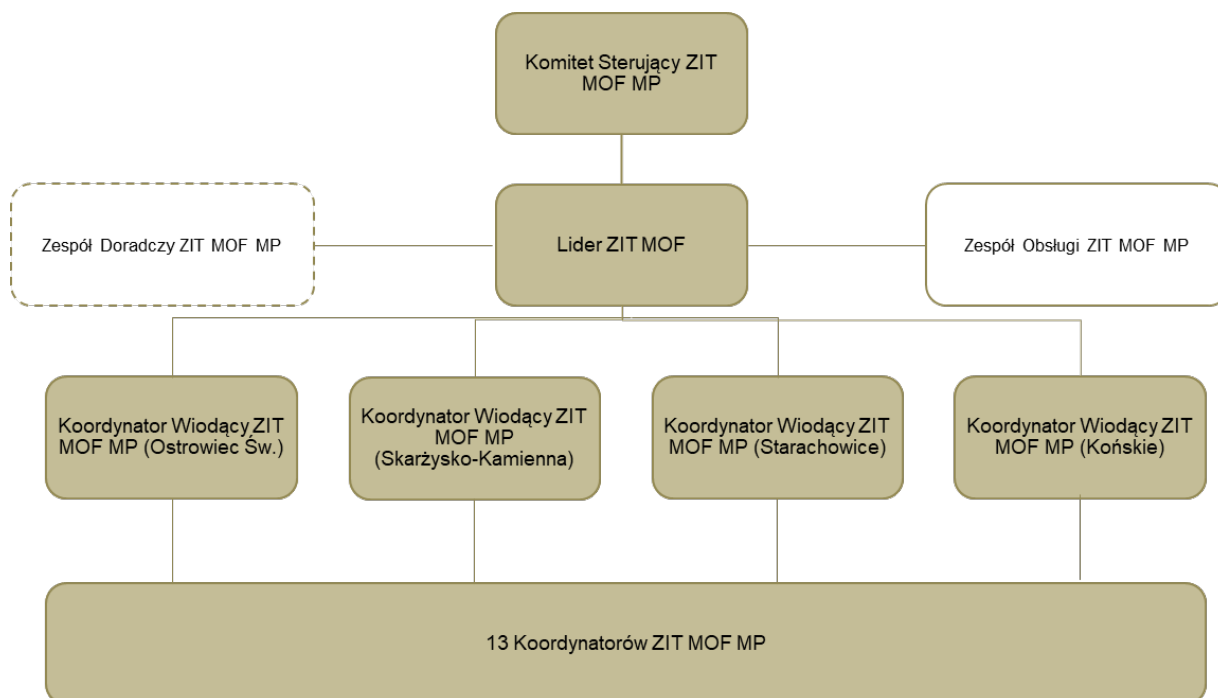 Komitet Sterujący ZIT
MOF MP
Zespół Doradczy ZIT MOF MP
Lider ZIT MOF
Zespół Obsługi ZIT MOF MP
Koordynator Wiodący ZIT
MOF MP (Ostrowiec Św.)
Koordynator Wiodący ZIT
MOF MP
(Skarżysko-Kamienna)
Koordynator Wiodący ZIT
MOF MP (Starachowice)
Koordynator Wiodący ZIT
MOF MP (Końskie)
13 Koordynatorów ZIT MOF MP